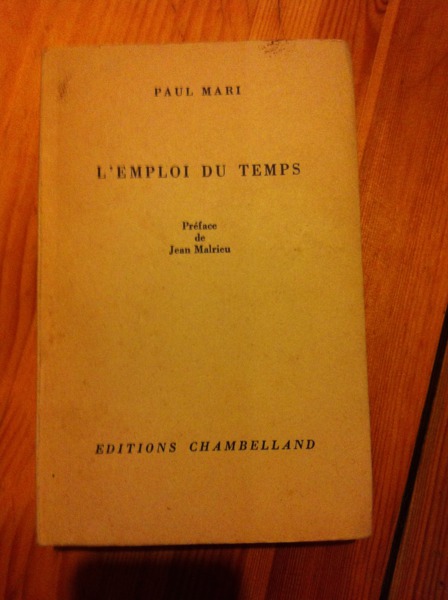 PAUL MARI
L'EMPLOI DU TEMPS
Préface
de
Jean Malrieu
EDITIONS CHAMBELLAND